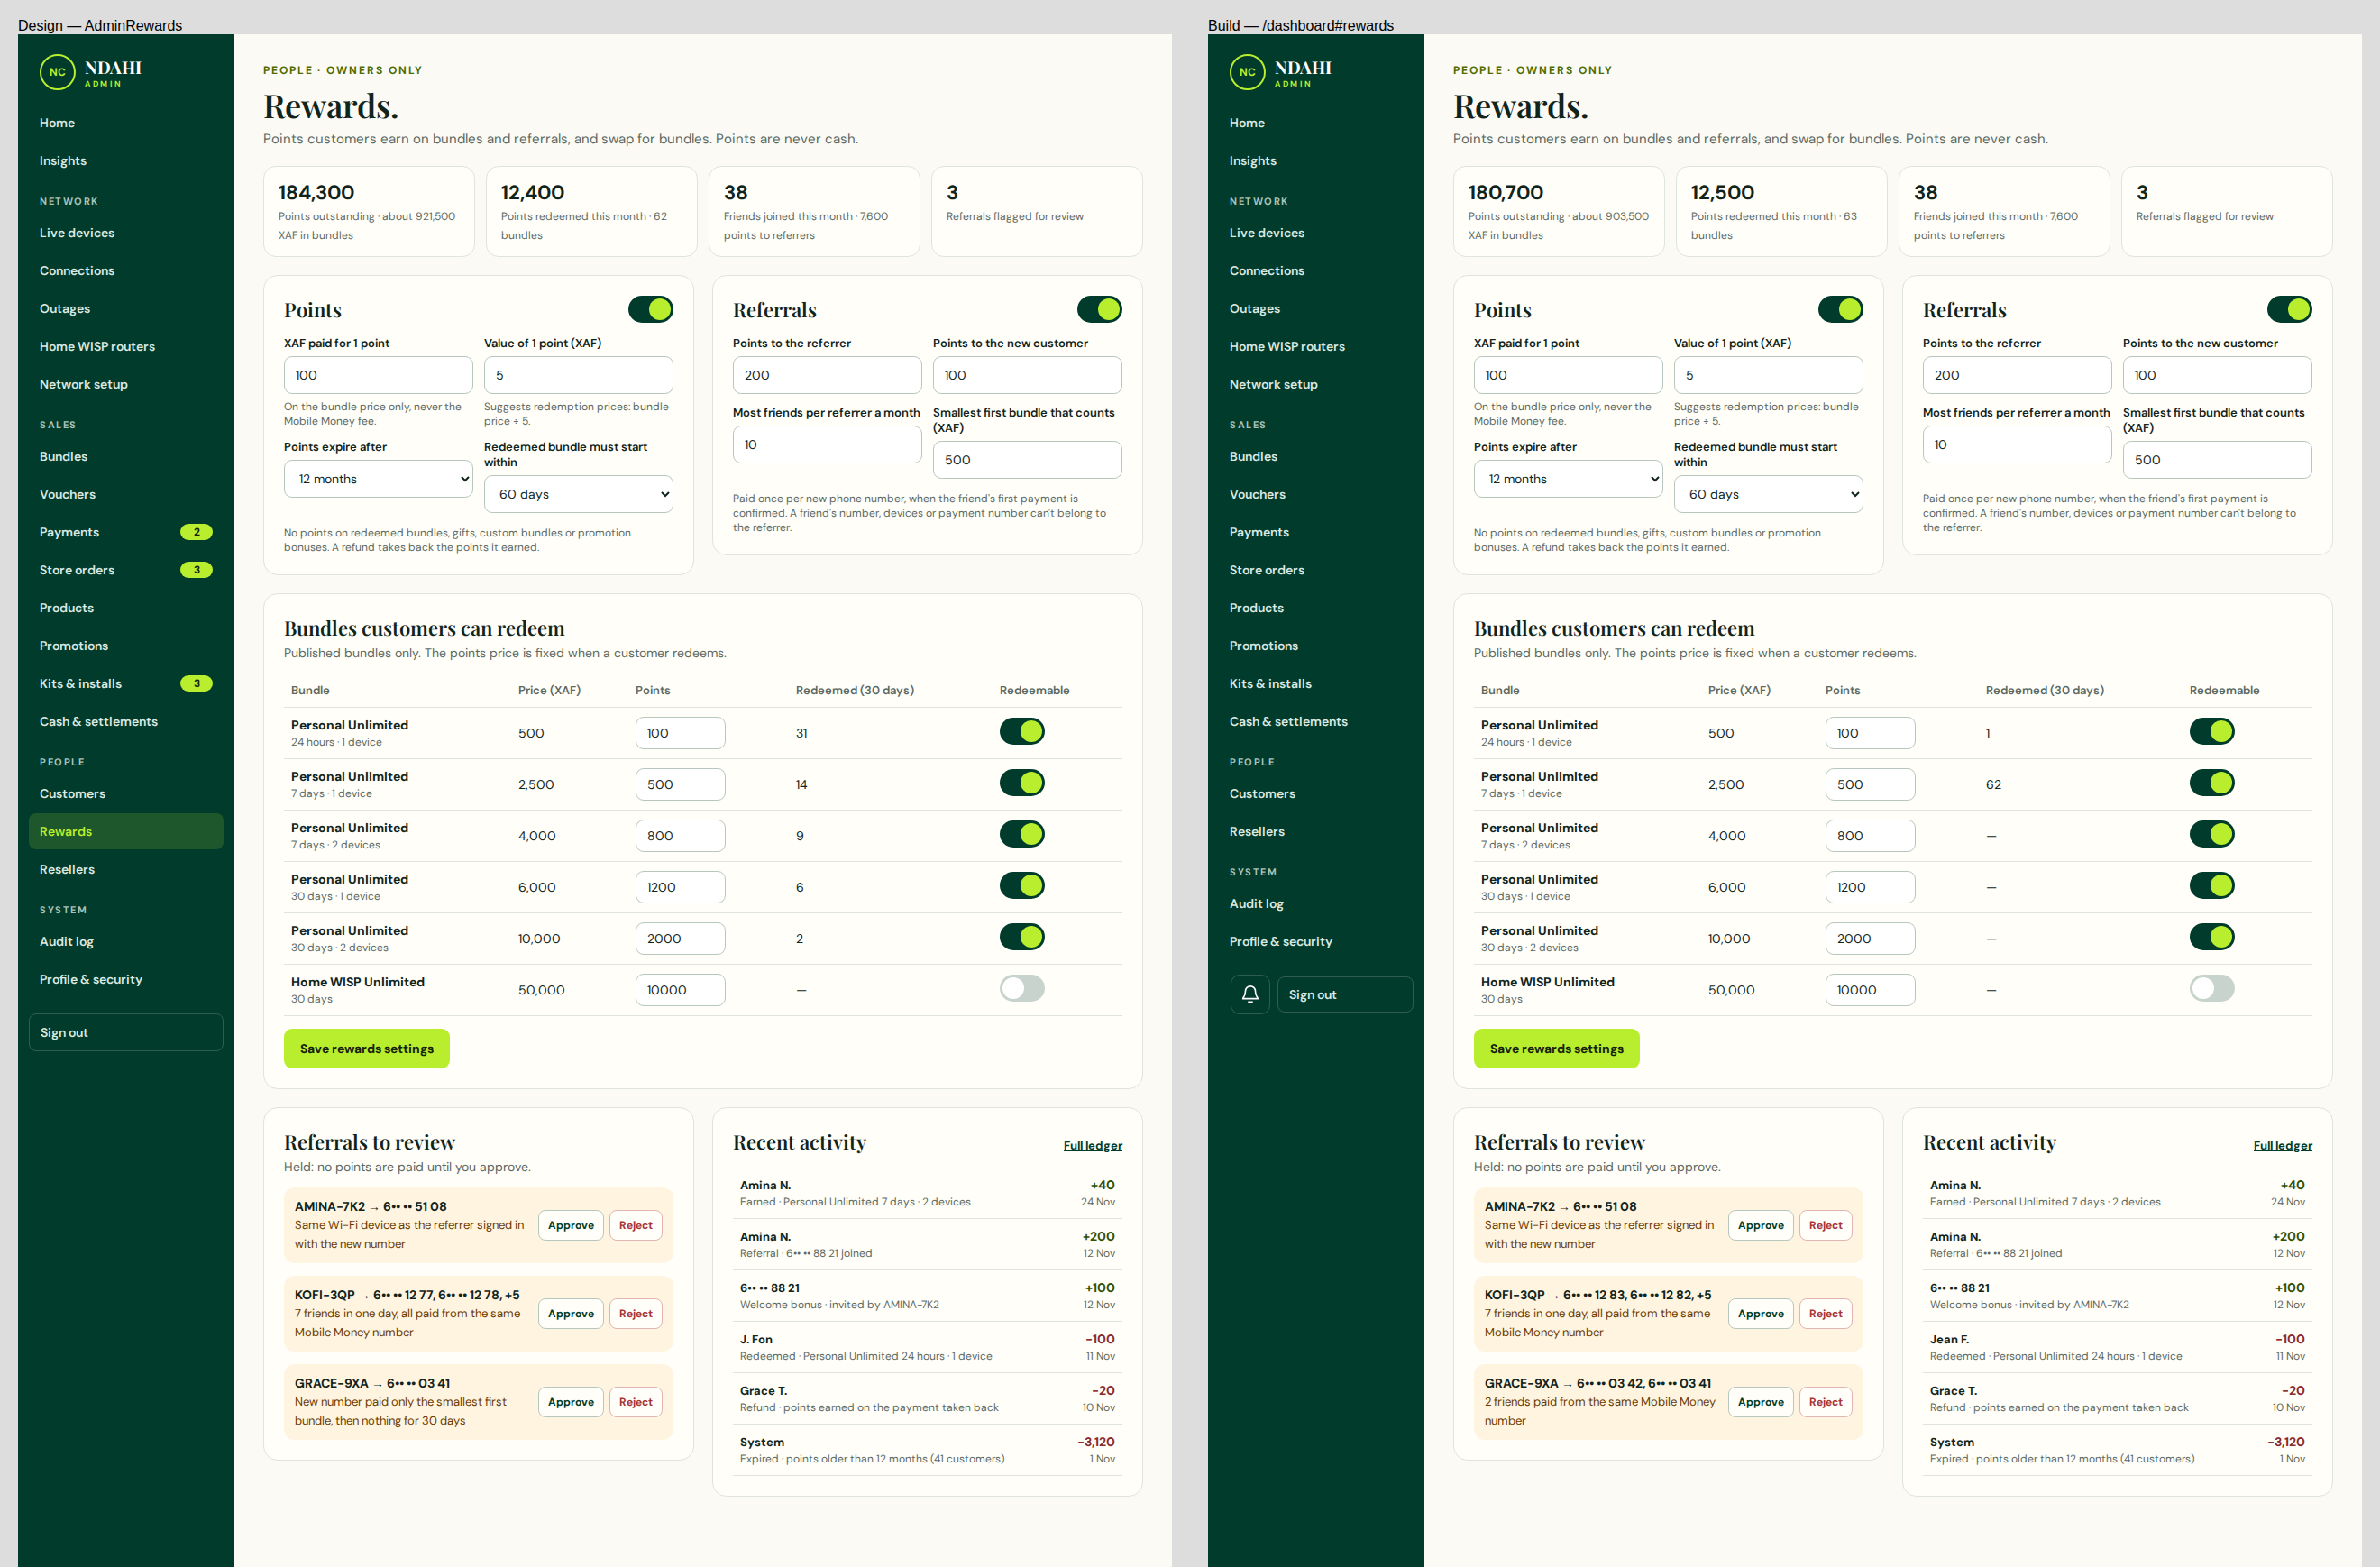 Design — AdminRewards
NC
NDAHI
ADMIN
Home
Insights
NETWORK
Live devices
Connections
Outages
Home WISP routers
Network setup
SALES
Bundles
Vouchers
Payments 2
Store orders 3
Products
Promotions
Kits & installs 3
Cash & settlements
PEOPLE
Customers
Rewards
Resellers
SYSTEM
Audit log
Profile & security
Sign out
PEOPLE · OWNERS ONLY
Rewards.
Points customers earn on bundles and referrals, and swap for bundles. Points are never cash.
184,300
Points outstanding · about 921,500
XAF in bundles
12,400
Points redeemed this month · 62
bundles
38
Friends joined this month · 7,600
points to referrers
3
Referrals flagged for review
Points
XAF paid for 1 point
100
On the bundle price only, never the
Mobile Money fee.
Value of 1 point (XAF)
5
Suggests redemption prices: bundle
price ÷ 5.
Points expire after
12 months
Redeemed bundle must start
within
60 days
No points on redeemed bundles, gifts, custom bundles or promotion
bonuses. A refund takes back the points it earned.
Referrals
Points to the referrer
200
Points to the new customer
100
Most friends per referrer a month
10
Smallest first bundle that counts
(XAF)
500
Paid once per new phone number, when the friend's first payment is
confirmed. A friend's number, devices or payment number can't belong to
the referrer.
Bundles customers can redeem
Published bundles only. The points price is fixed when a customer redeems.
Bundle Price (XAF) Points Redeemed (30 days) Redeemable
Personal Unlimited
24 hours · 1 device
500 100 31
Personal Unlimited
7 days · 1 device
2,500 500 14
Personal Unlimited
7 days · 2 devices
4,000 800 9
Personal Unlimited
30 days · 1 device
6,000 1200 6
Personal Unlimited
30 days · 2 devices
10,000 2000 2
Home WISP Unlimited
30 days
50,000 10000 —
Save rewards settings
Referrals to review
Held: no points are paid until you approve.
AMINA-7K2 → 6•• •• 51 08
Same Wi-Fi device as the referrer signed in
with the new number
Approve Reject
KOFI-3QP → 6•• •• 12 77, 6•• •• 12 78, +5
7 friends in one day, all paid from the same
Mobile Money number
Approve Reject
GRACE-9XA → 6•• •• 03 41
New number paid only the smallest first
bundle, then nothing for 30 days
Approve Reject
Recent activity
Full ledger
Amina N. +40
Earned · Personal Unlimited 7 days · 2 devices 24 Nov
Amina N. +200
Referral · 6•• •• 88 21 joined 12 Nov
6•• •• 88 21 +100
Welcome bonus · invited by AMINA-7K2 12 Nov
J. Fon −100
Redeemed · Personal Unlimited 24 hours · 1 device 11 Nov
Grace T. −20
Refund · points earned on the payment taken back 10 Nov
System −3,120
Expired · points older than 12 months (41 customers) 1 Nov
Build — /dashboard#rewards
NC
NDAHI
ADMIN
Home
Insights
NETWORK
Live devices
Connections
Outages
Home WISP routers
Network setup
SALES
Bundles
Vouchers
Payments
Store orders
Products
Promotions
Kits & installs
Cash & settlements
PEOPLE
Customers
Resellers
SYSTEM
Audit log
Profile & security
Sign out
PEOPLE · OWNERS ONLY
Rewards.
Points customers earn on bundles and referrals, and swap for bundles. Points are never cash.
180,700
Points outstanding · about 903,500
XAF in bundles
12,500
Points redeemed this month · 63
bundles
38
Friends joined this month · 7,600
points to referrers
3
Referrals flagged for review
Points
XAF paid for 1 point
100
On the bundle price only, never the
Mobile Money fee.
Value of 1 point (XAF)
5
Suggests redemption prices: bundle
price ÷ 5.
Points expire after
12 months
Redeemed bundle must start
within
60 days
No points on redeemed bundles, gifts, custom bundles or promotion
bonuses. A refund takes back the points it earned.
Referrals
Points to the referrer
200
Points to the new customer
100
Most friends per referrer a month
10
Smallest first bundle that counts
(XAF)
500
Paid once per new phone number, when the friend's first payment is
confirmed. A friend's number, devices or payment number can't belong to
the referrer.
Bundles customers can redeem
Published bundles only. The points price is fixed when a customer redeems.
Bundle Price (XAF) Points Redeemed (30 days) Redeemable
Personal Unlimited
24 hours · 1 device
500 100 1
Personal Unlimited
7 days · 1 device
2,500 500 62
Personal Unlimited
7 days · 2 devices
4,000 800 —
Personal Unlimited
30 days · 1 device
6,000 1200 —
Personal Unlimited
30 days · 2 devices
10,000 2000 —
Home WISP Unlimited
30 days
50,000 10000 —
Save rewards settings
Referrals to review
Held: no points are paid until you approve.
AMINA-7K2 → 6•• •• 51 08
Same Wi-Fi device as the referrer signed in
with the new number
Approve Reject
KOFI-3QP → 6•• •• 12 83, 6•• •• 12 82, +5
7 friends in one day, all paid from the same
Mobile Money number
Approve Reject
GRACE-9XA → 6•• •• 03 42, 6•• •• 03 41
2 friends paid from the same Mobile Money
number
Approve Reject
Recent activity
Full ledger
Amina N. +40
Earned · Personal Unlimited 7 days · 2 devices 24 Nov
Amina N. +200
Referral · 6•• •• 88 21 joined 12 Nov
6•• •• 88 21 +100
Welcome bonus · invited by AMINA-7K2 12 Nov
Jean F. −100
Redeemed · Personal Unlimited 24 hours · 1 device 11 Nov
Grace T. −20
Refund · points earned on the payment taken back 10 Nov
System −3,120
Expired · points older than 12 months (41 customers) 1 Nov